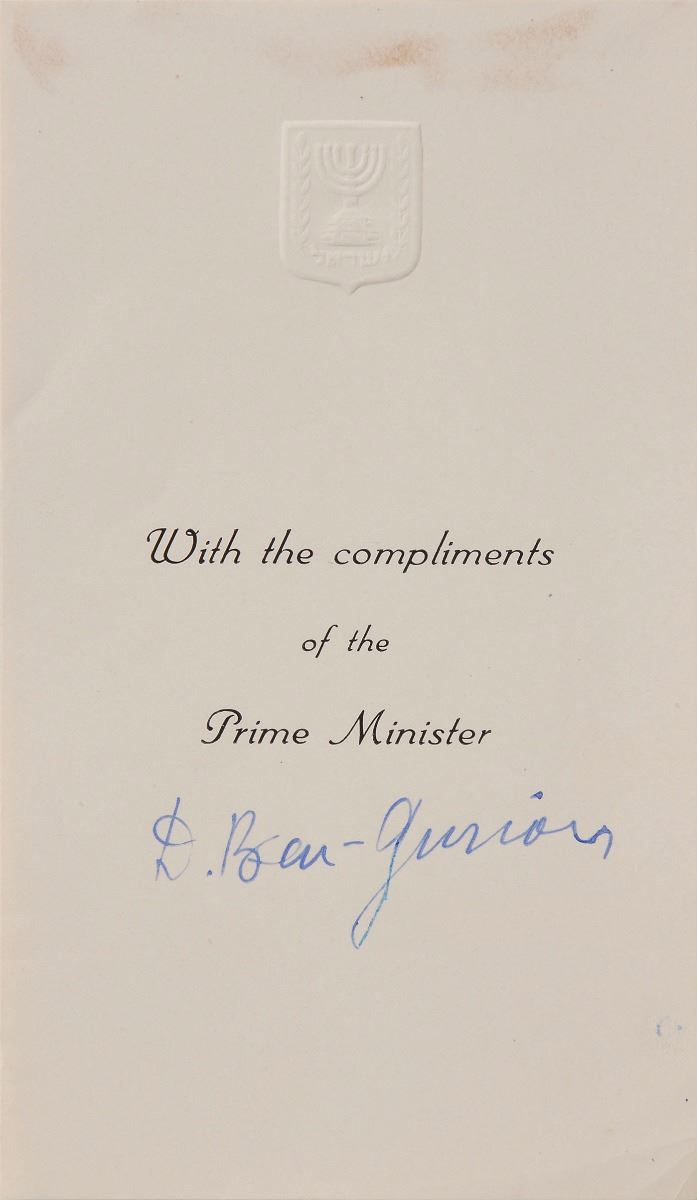 ישראל
With the compliments
of the
Prime Minister
D. Ben-Gurion